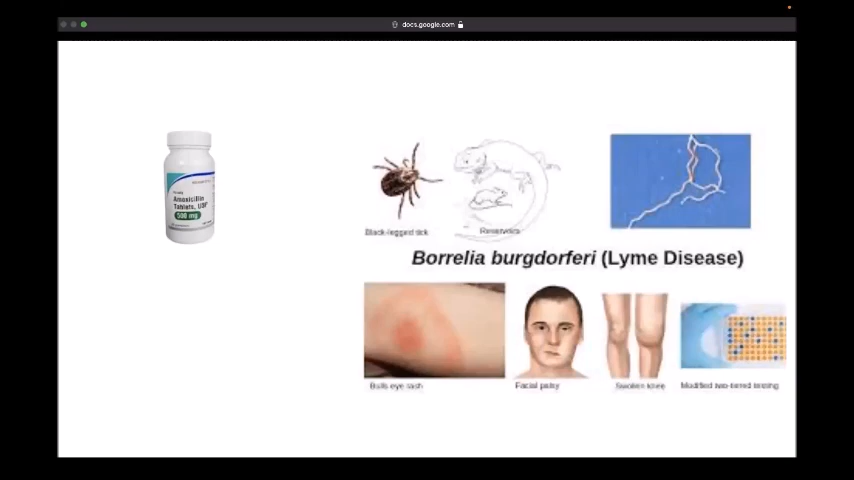 docs.google.com
Amoxicillin
Tablets, USP
500 mg
Black-legged tick
Reservoirs
Borrelia burgdorferi (Lyme Disease)
Bulls eye rash
Facial palsy
Swollen knee
Modified two-tiered testing